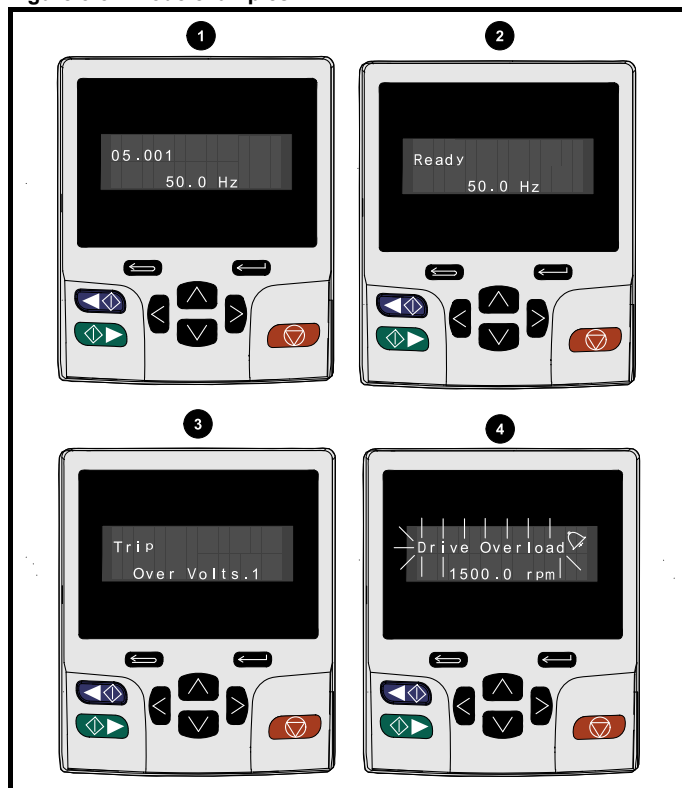 1
2
05.001
50.0 Hz
Ready
50.0 Hz
3
4
Trip
Over Volts.1
Drive Overload
1500.0 rpm